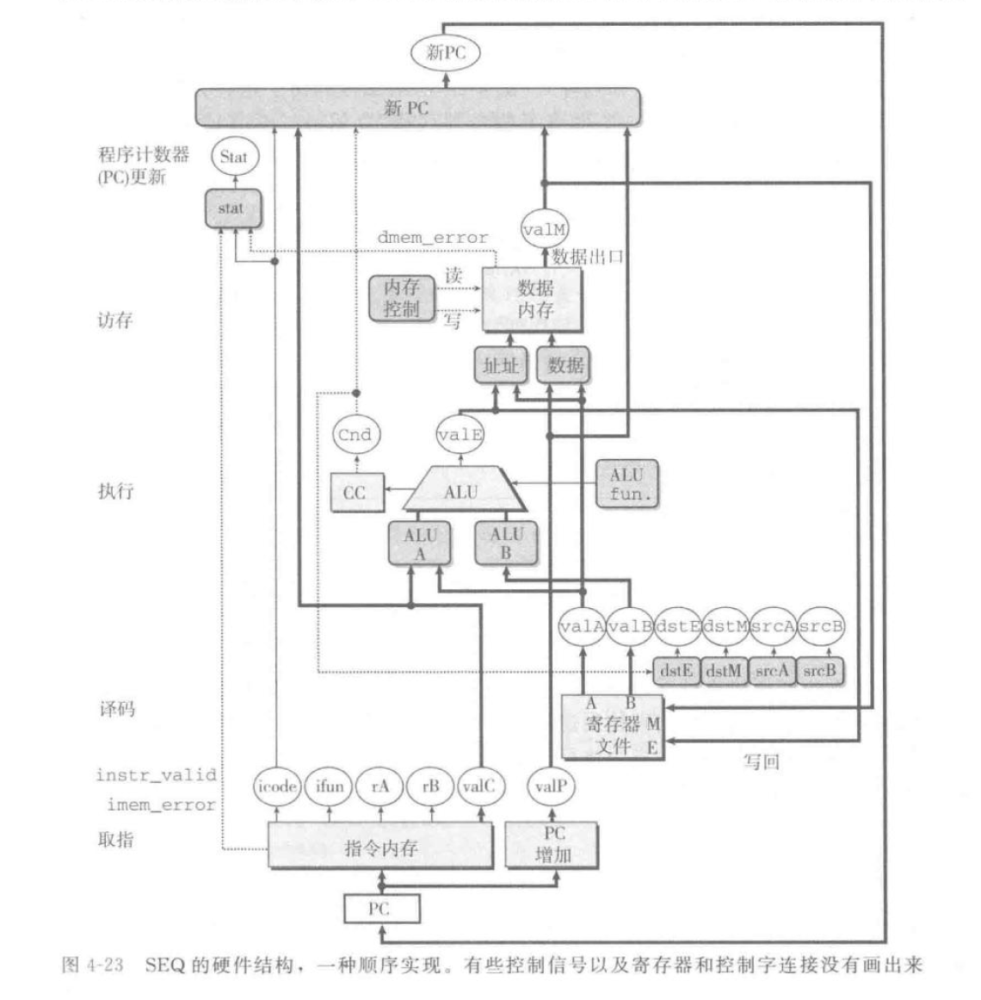 新PC
新 PC
程序计数器
(PC)更新
Stat
stat
valM
dmem_error
数据出口
读
内存
控制
写
数据
内存
访存
址址
数据
Cnd
valE
执行
CC
ALU
ALU
fun.
ALU
A
ALU
B
valA
valB
dstE
dstM
srcA
srcB
dstE
dstM
srcA
srcB
译码
A
B
寄存器
文件
M
E
写回
instr_valid
imem_error
icode
ifun
rA
rB
valC
valP
取指
指令内存
PC
增加
PC
图 4-23 SEQ 的硬件结构，一种顺序实现。有些控制信号以及寄存器和控制字连接没有画出来